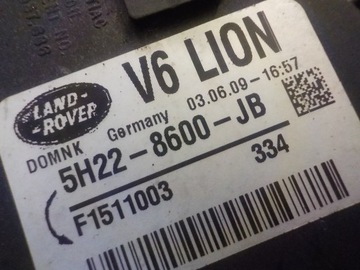 V6 LION
LAND-
-ROVER
Germany 03.06.09-16:57
DOMNK
5H22-8600-JB
334
F1511003